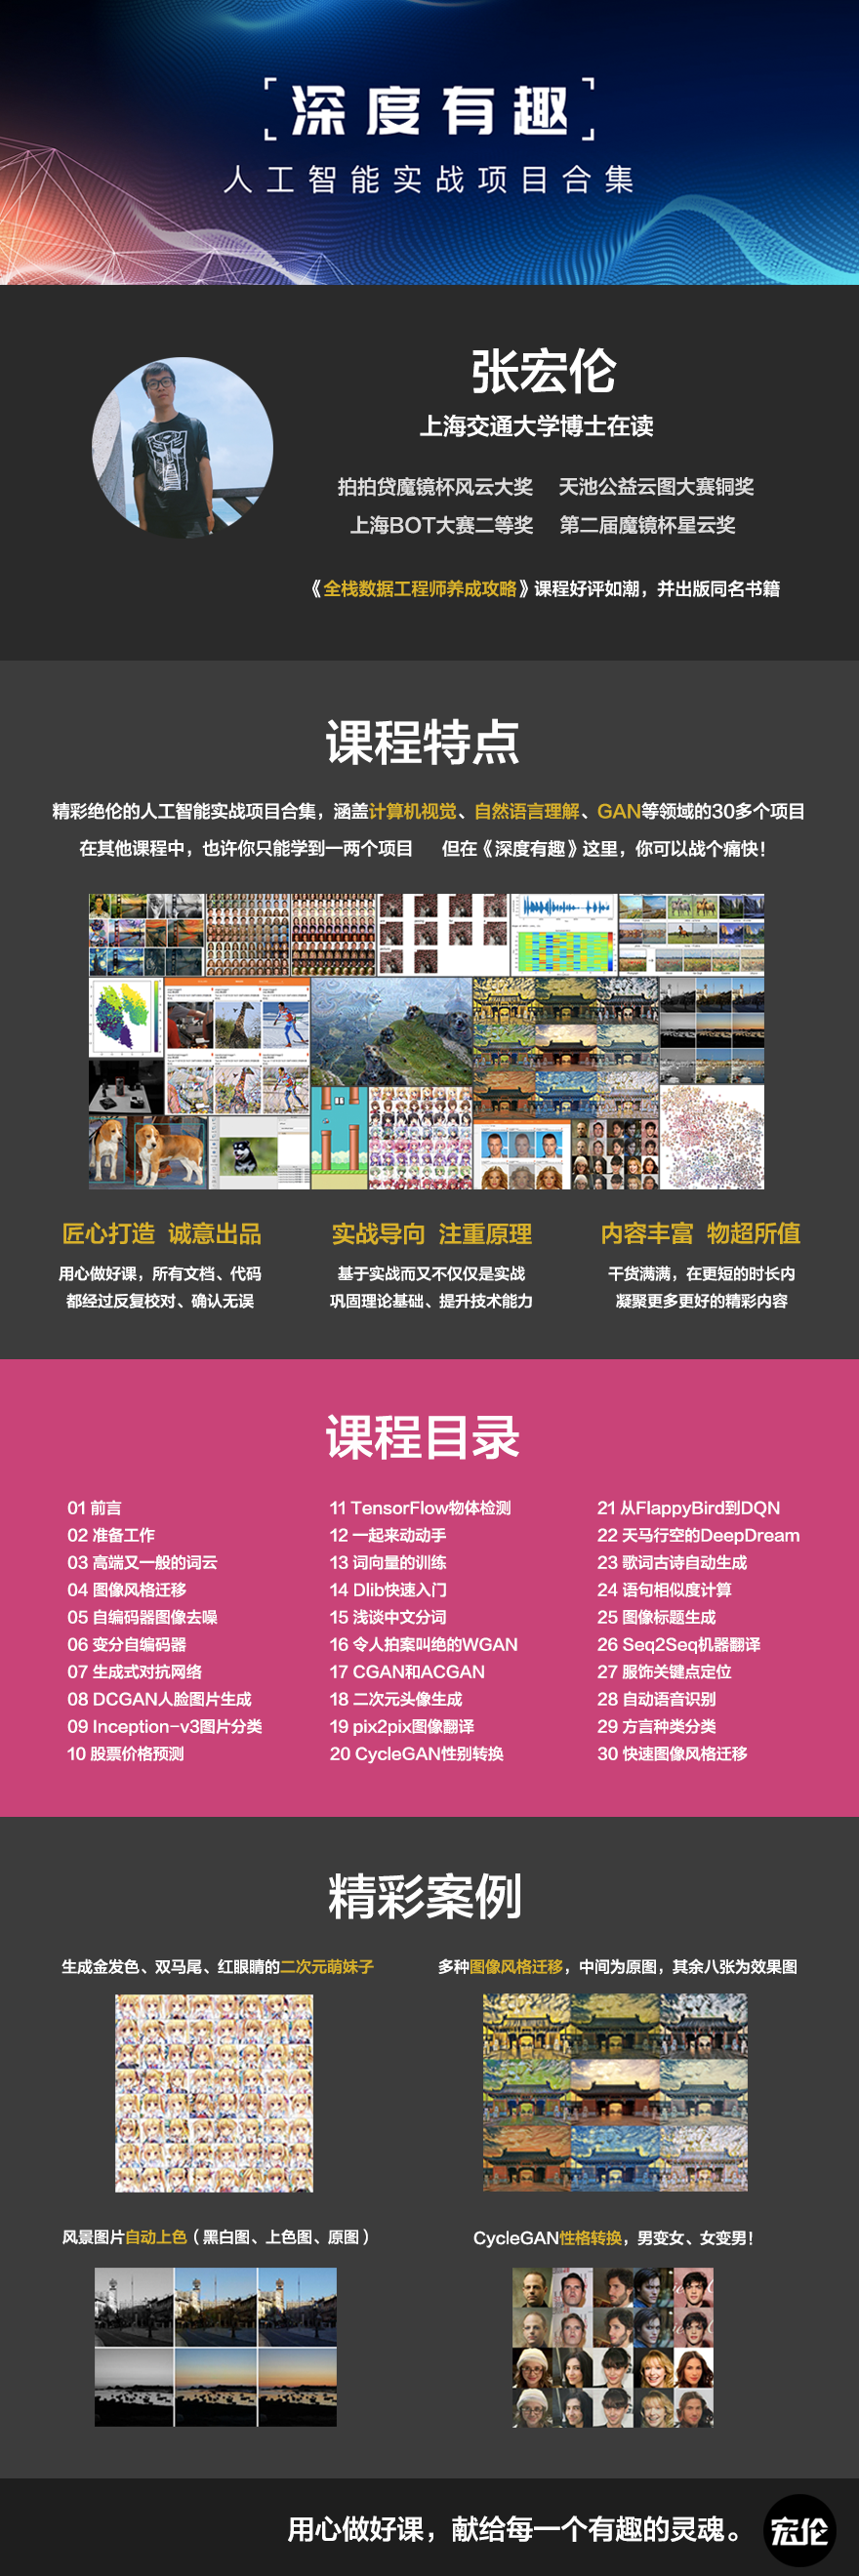 深度有趣
人工智能实战项目合集
张宏伦
上海交通大学博士在读
拍拍贷魔镜杯风云大奖 天池公益云图大赛铜奖
上海BOT大赛二等奖 第二届魔镜杯星云奖
《全栈数据工程师养成攻略》课程好评如潮，并出版同名书籍
课程特点
精彩绝伦的人工智能实战项目合集，涵盖计算机视觉、自然语言理解、GAN等领域的30多个项目
在其他课程中，也许你只能学到一两个项目 但在《深度有趣》这里，你可以战个痛快！
匠心打造 诚意出品
用心做好课，所有文档、代码
都经过反复校对、确认无误
实战导向 注重原理
基于实战而又不仅仅是实战
巩固理论基础、提升技术能力
内容丰富 物超所值
干货满满，在更短的时长内
凝聚更多更好的精彩内容
课程目录
01 前言
02 准备工作
03 高端又一般的词云
04 图像风格迁移
05 自编码器图像去噪
06 变分自编码器
07 生成式对抗网络
08 DCGAN人脸图片生成
09 Inception-v3图片分类
10 股票价格预测
11 TensorFlow物体检测
12 一起来动动手
13 词向量的训练
14 Dlib快速入门
15 浅谈中文分词
16 令人拍案叫绝的WGAN
17 CGAN和ACGAN
18 二次元头像生成
19 pix2pix图像翻译
20 CycleGAN性别转换
21 从FlappyBird到DQN
22 天马行空的DeepDream
23 歌词古诗自动生成
24 语句相似度计算
25 图像标题生成
26 Seq2Seq机器翻译
27 服饰关键点定位
28 自动语音识别
29 方言种类分类
30 快速图像风格迁移
精彩案例
生成金发色、双马尾、红眼睛的二次元萌妹子
多种图像风格迁移，中间为原图，其余八张为效果图
风景图片自动上色（黑白图、上色图、原图）
CycleGAN性格转换，男变女、女变男！
用心做好课，献给每一个有趣的灵魂。
宏伦